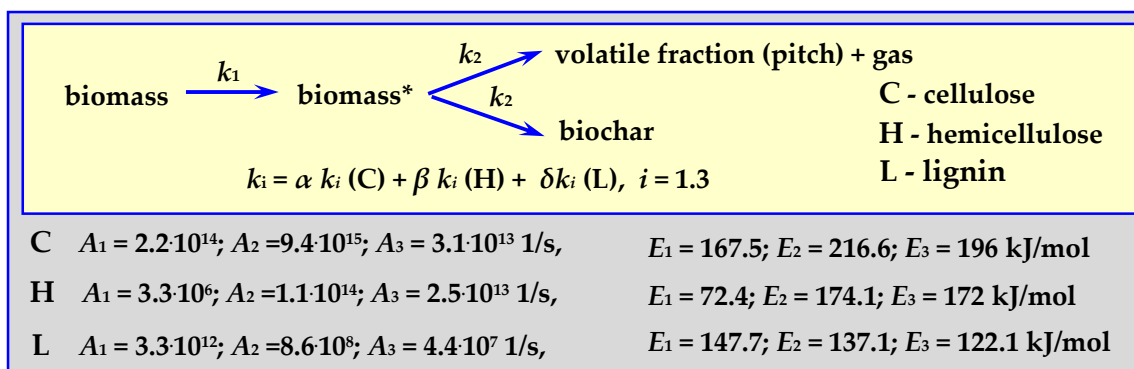 k₂ volatile fraction (pitch) + gas
biomass k₁ biomass* k₂
C - cellulose
biochar
H - hemicellulose
kᵢ = α kᵢ (C) + β kᵢ (H) + δkᵢ (L), i = 1.3
L - lignin
C A₁ = 2.2·10¹⁴; A₂ =9.4·10¹⁵; A₃ = 3.1·10¹³ 1/s, E₁ = 167.5; E₂ = 216.6; E₃ = 196 kJ/mol
H A₁ = 3.3·10⁶; A₂ =1.1·10¹⁴; A₃ = 2.5·10¹³ 1/s, E₁ = 72.4; E₂ = 174.1; E₃ = 172 kJ/mol
L A₁ = 3.3·10¹²; A₂ =8.6·10⁸; A₃ = 4.4·10⁷ 1/s, E₁ = 147.7; E₂ = 137.1; E₃ = 122.1 kJ/mol